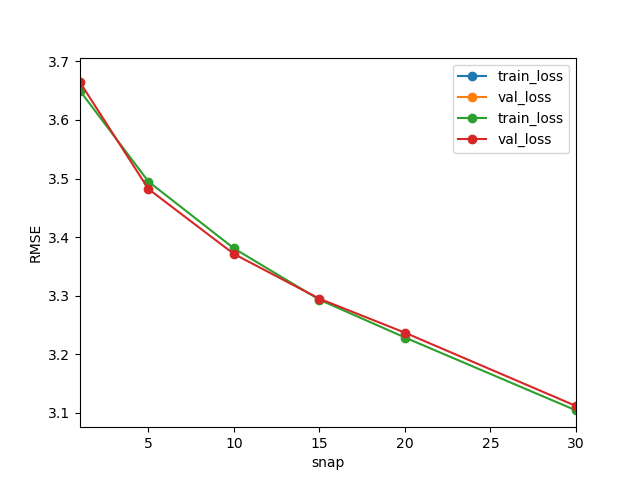 3.7
3.6
3.5
3.4
3.3
3.2
3.1
RMSE
train_loss
val_loss
train_loss
val_loss
5 10 15 20 25 30
snap